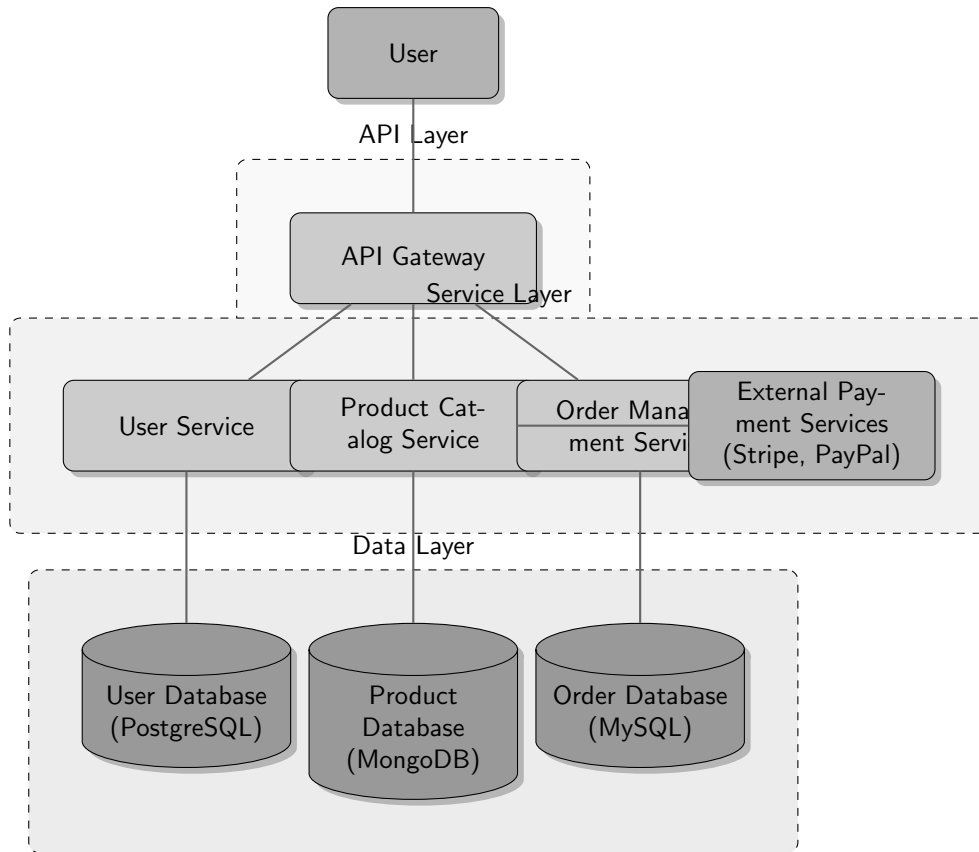 User
API Layer
API Gateway
Service Layer
User Service
Product Cat-
alog Service
Order Mana
ment Servi
External Pay-
ment Services
(Stripe, PayPal)
Data Layer
User Database
(PostgreSQL)
Product
Database
(MongoDB)
Order Database
(MySQL)